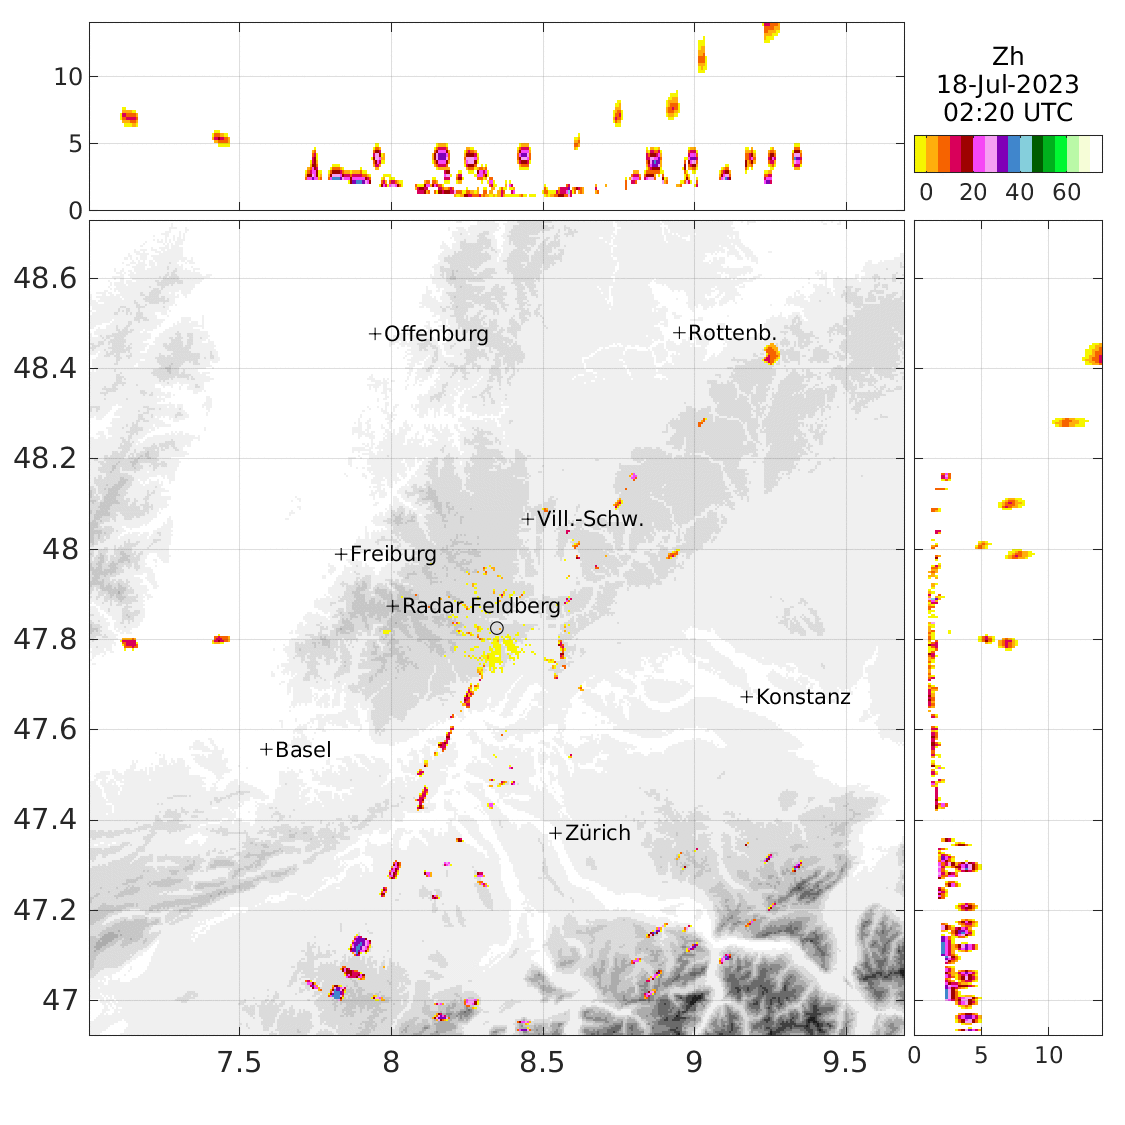 10
5
0
Zh
18-Jul-2023
02:20 UTC
0 20 40 60
48.6
48.4
48.2
48
47.8
47.6
47.4
47.2
47
+Offenburg
+Rottenb.
+Vill.-Schw.
+Freiburg
+Radar Feldberg
+Konstanz
+Basel
+Zürich
7.5 8 8.5 9 9.5
0 5 10